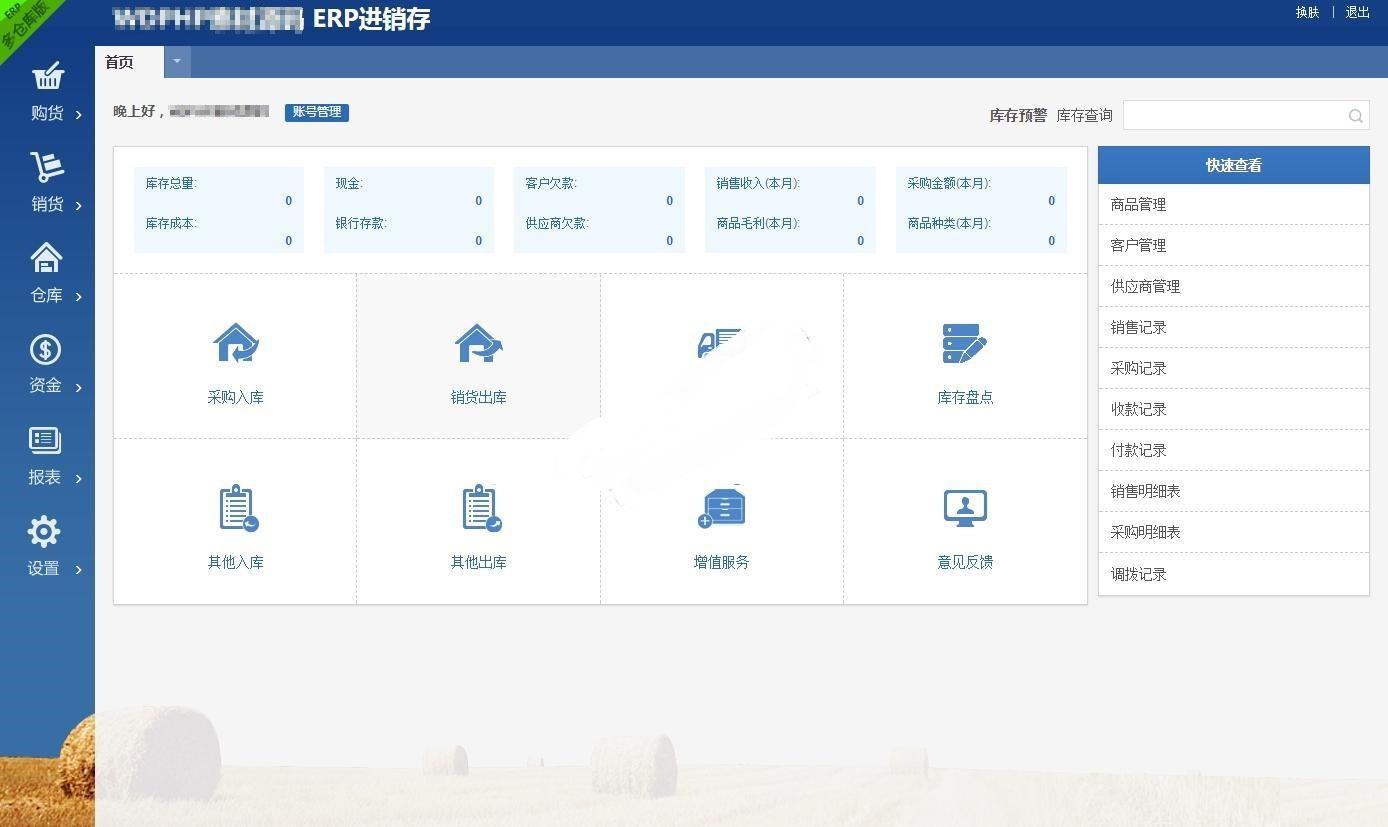 ERP
多仓库版
ERP进销存
换肤 | 退出
首页
购货
销货
仓库
资金
报表
设置
晚上好，
账号管理
库存预警 库存查询
库存总量:
0
库存成本:
0
现金:
0
银行存款:
0
客户欠款:
0
供应商欠款:
0
销售收入(本月):
0
商品毛利(本月):
0
采购金额(本月):
0
商品种类(本月):
0
采购入库
销货出库
库存盘点
其他入库
其他出库
增值服务
意见反馈
快速查看
商品管理
客户管理
供应商管理
销售记录
采购记录
收款记录
付款记录
销售明细表
采购明细表
调拨记录